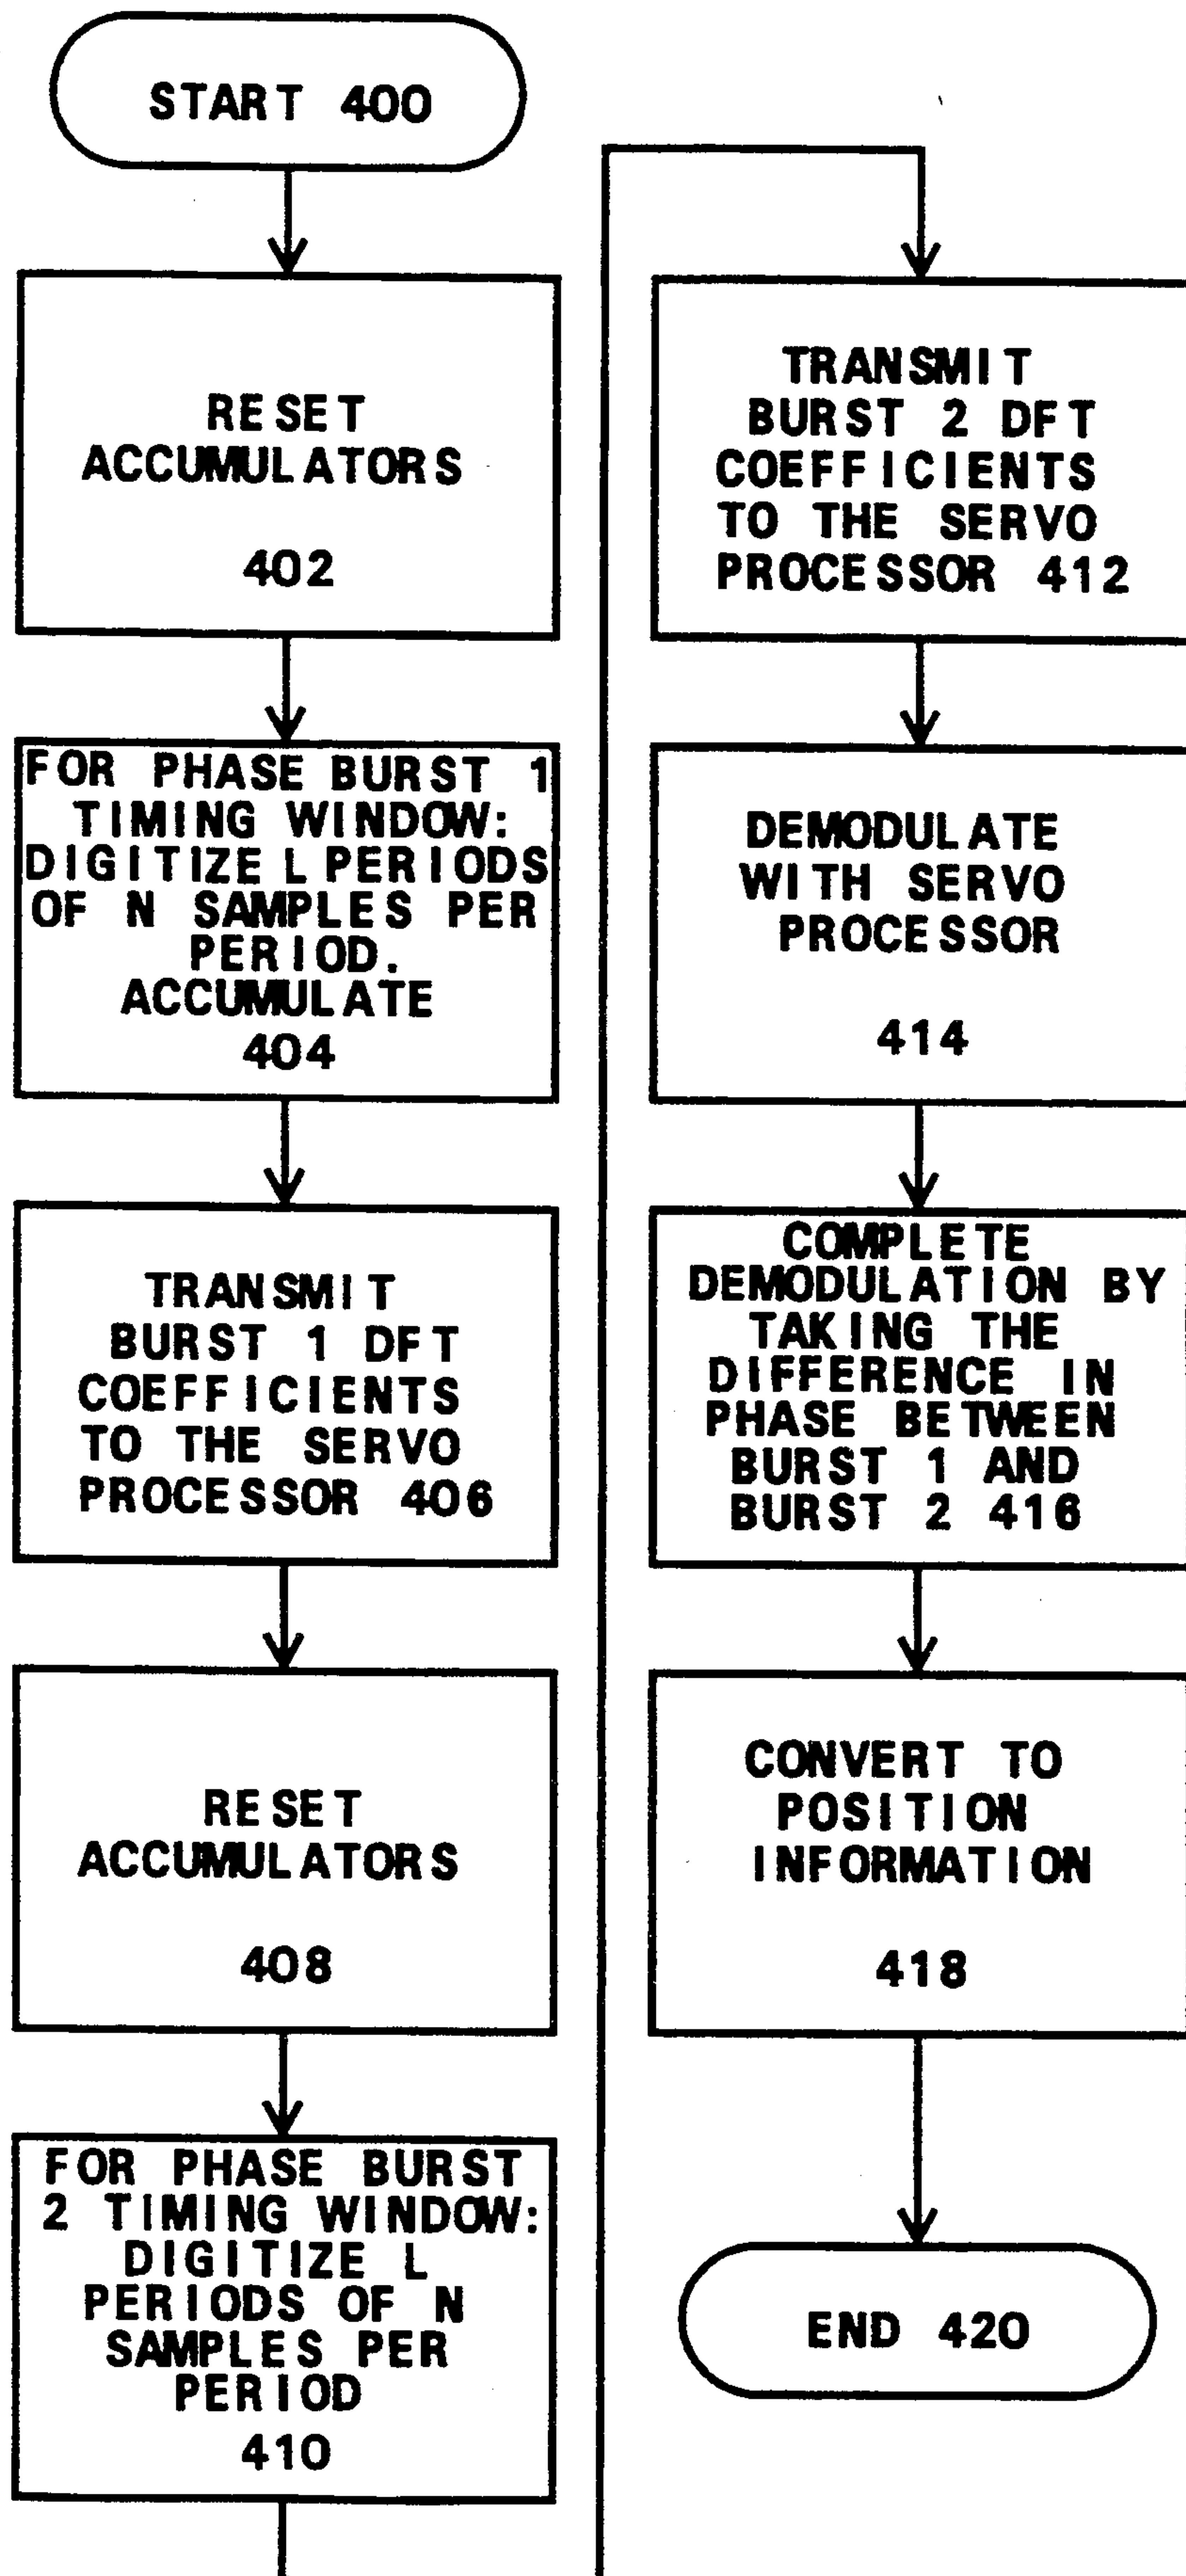 START 400
RESET
ACCUMULATORS
402
FOR PHASE BURST 1
TIMING WINDOW:
DIGITIZE L PERIODS
OF N SAMPLES PER
PERIOD.
ACCUMULATE
404
TRANSMIT
BURST 1 DFT
COEFFICIENTS
TO THE SERVO
PROCESSOR 406
RESET
ACCUMULATORS
408
FOR PHASE BURST
2 TIMING WINDOW:
DIGITIZE L
PERIODS OF N
SAMPLES PER
PERIOD
410
TRANSMIT
BURST 2 DFT
COEFFICIENTS
TO THE SERVO
PROCESSOR 412
DEMODULATE
WITH SERVO
PROCESSOR
414
COMPLETE
DEMODULATION BY
TAKING THE
DIFFERENCE IN
PHASE BETWEEN
BURST 1 AND
BURST 2 416
CONVERT TO
POSITION
INFORMATION
418
END 420